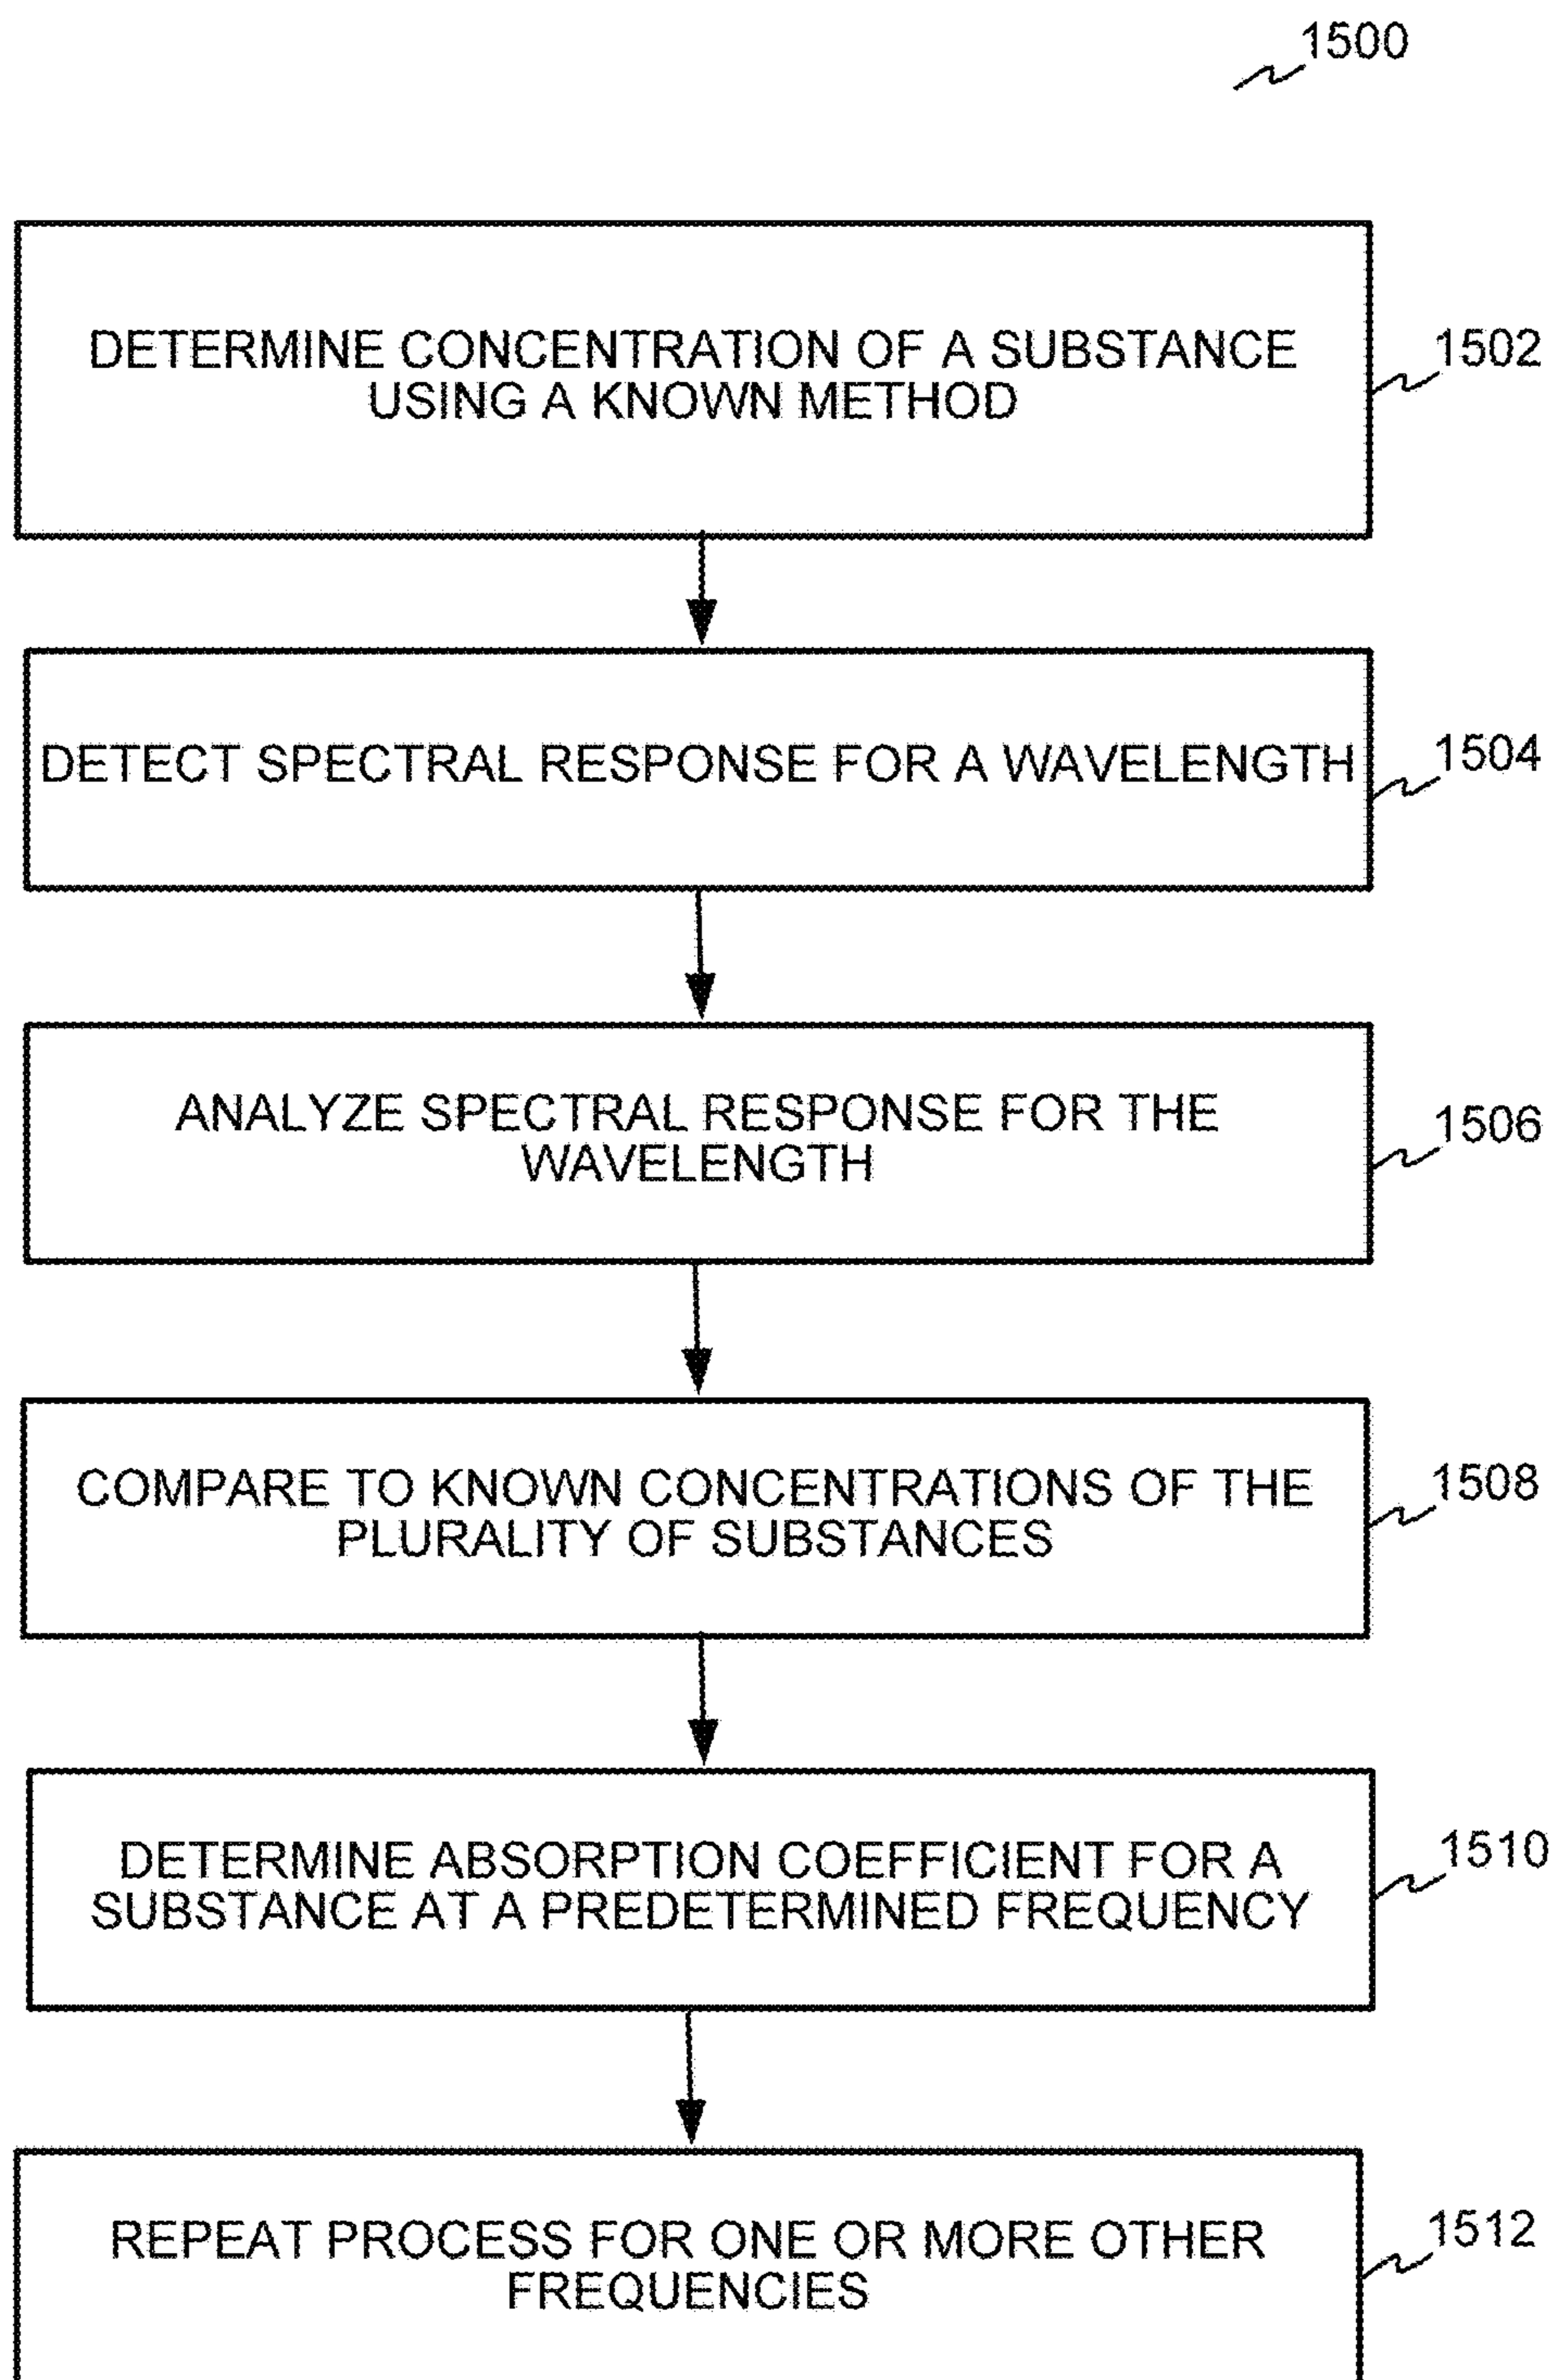 1500
DETERMINE CONCENTRATION OF A SUBSTANCE
USING A KNOWN METHOD
1502
DETECT SPECTRAL RESPONSE FOR A WAVELENGTH
1504
ANALYZE SPECTRAL RESPONSE FOR THE
WAVELENGTH
1506
COMPARE TO KNOWN CONCENTRATIONS OF THE
PLURALITY OF SUBSTANCES
1508
DETERMINE ABSORPTION COEFFICIENT FOR A
SUBSTANCE AT A PREDETERMINED FREQUENCY
1510
REPEAT PROCESS FOR ONE OR MORE OTHER
FREQUENCIES
1512